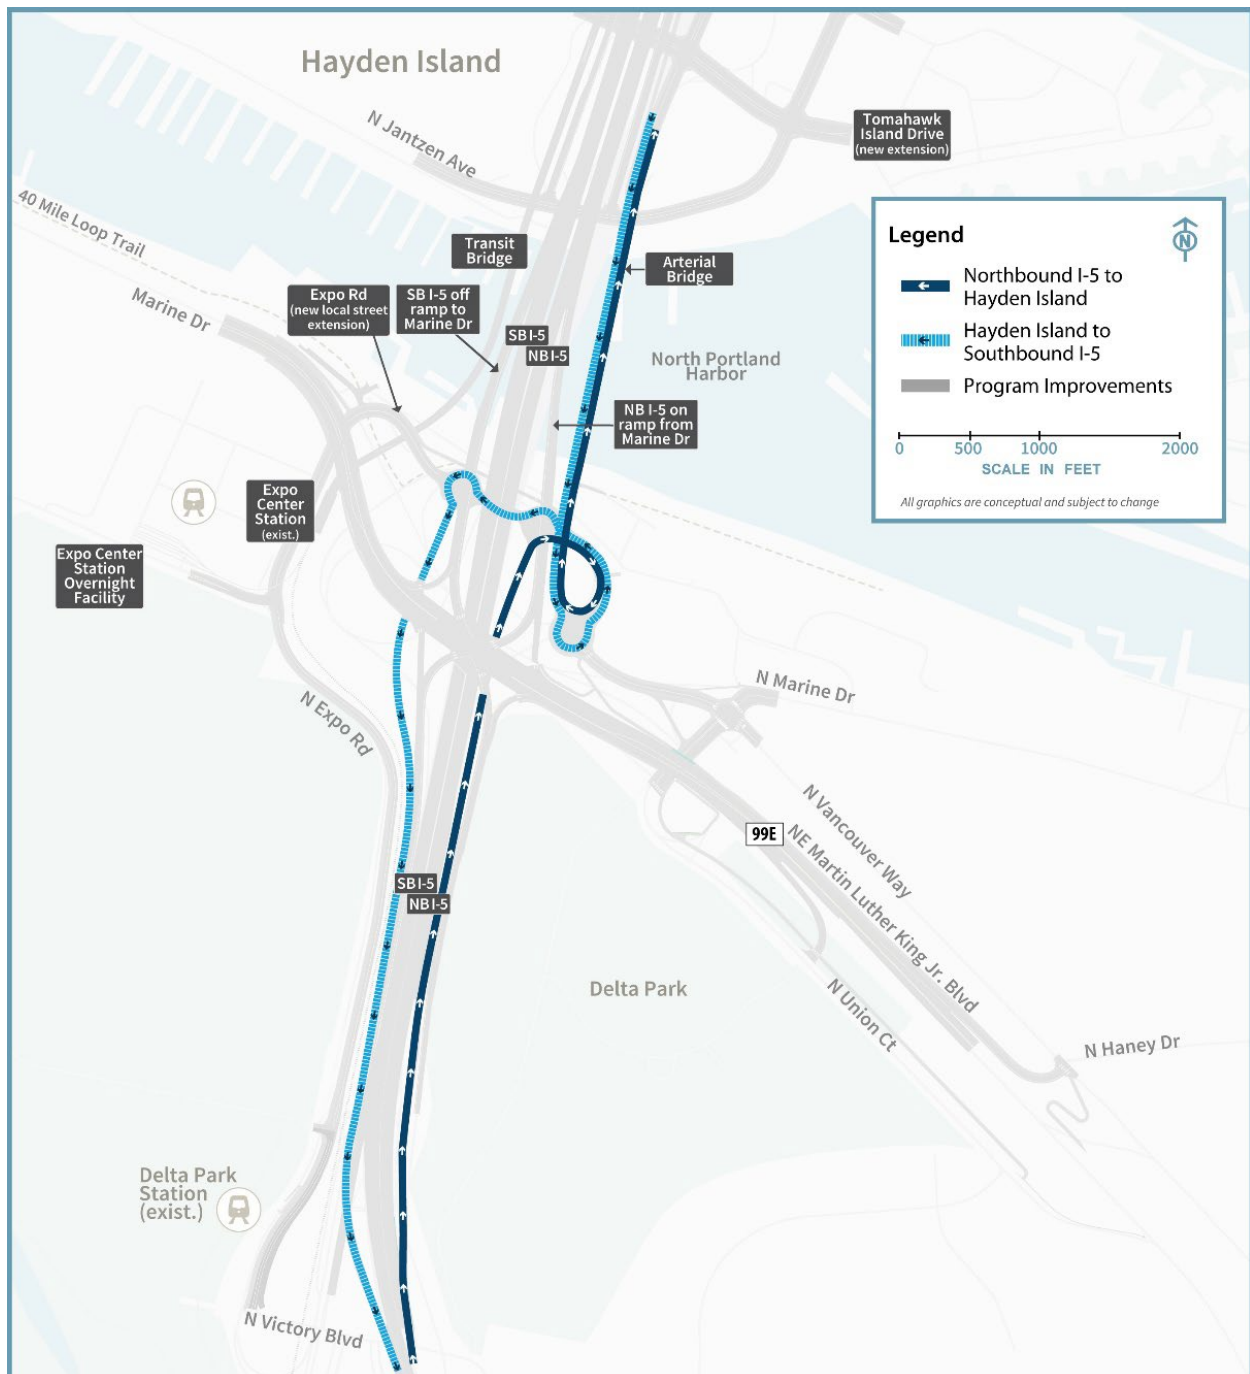 Hayden Island
N Jantzen Ave
Tomahawk
Island Drive
(new extension)
40 Mile Loop Trail
Transit
Bridge
Arterial
Bridge
Marine Dr
Expo Rd
(new local street
extension)
SB I-5 off
ramp to
Marine Dr
SB I-5
NB I-5
North Portland
Harbor
NB I-5 on
ramp from
Marine Dr
Legend
N
Northbound I-5 to
Hayden Island
Hayden Island to
Southbound I-5
Program Improvements
0 500 1000 2000
SCALE IN FEET
All graphics are conceptual and subject to change
Expo
Center
Station
(exist.)
Expo Center
Station
Overnight
Facility
N Expo Rd
N Marine Dr
N Vancouver Way
99E
NE Martin Luther King Jr. Blvd
SB I-5
NB I-5
Delta Park
N Union Ct
N Haney Dr
Delta Park
Station
(exist.)
N Victory Blvd